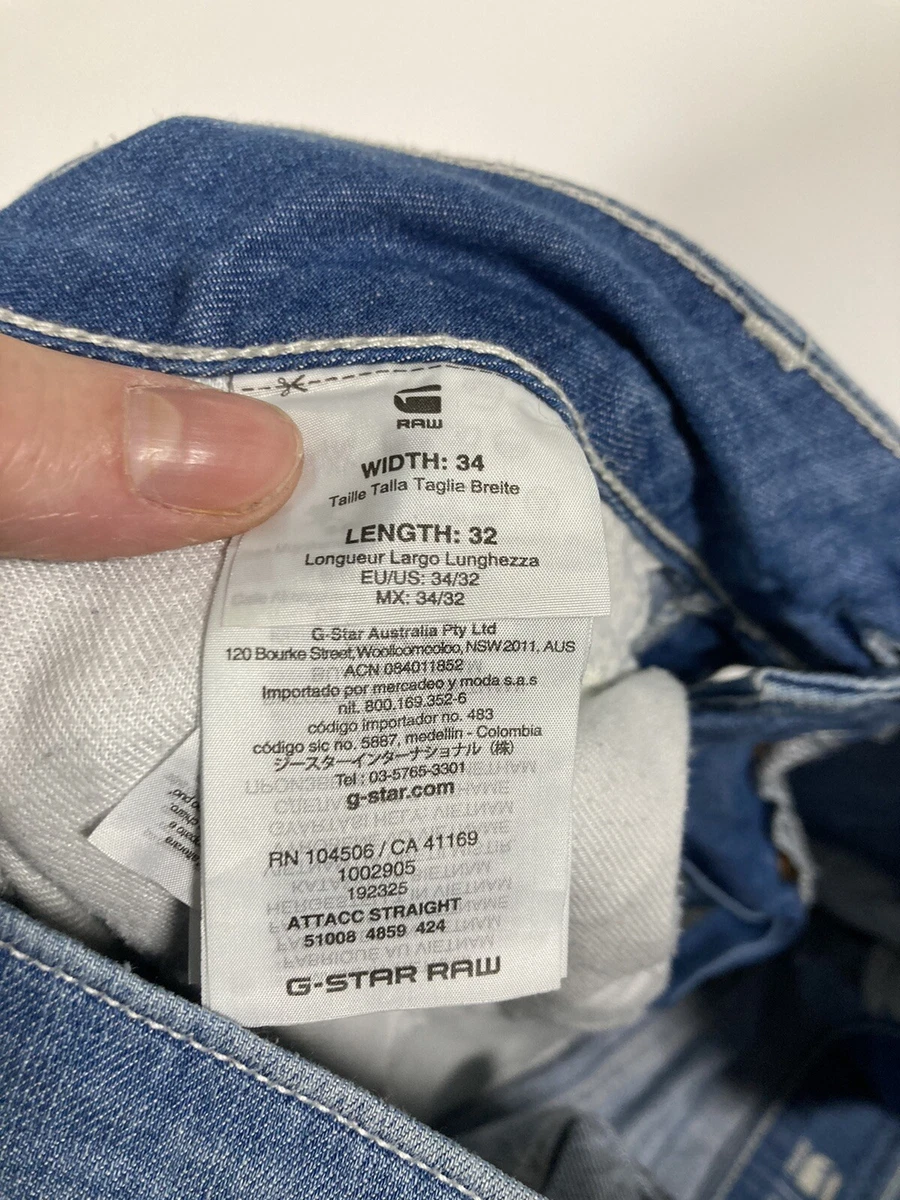 RAW
WIDTH: 34
Taille Talla Taglia Breite
LENGTH: 32
Longueur Largo Lunghezza
EU/US: 34/32
MX: 34/32
G-Star Australia Pty Ltd
120 Bourke Street, Woolloomooloo, NSW 2011, AUS
ACN 084011852
Importado por mercadeo y moda s.a.s
nit. 800.169.352-6
código importador no. 483
código sic no. 5887, medellin - Colombia
ジースターインターナショナル（株）
Tel : 03-5765-3301
g-star.com
RN 104506 / CA 41169
1002905
192325
ATTACC STRAIGHT
51008 4859 424
G-STAR RAW